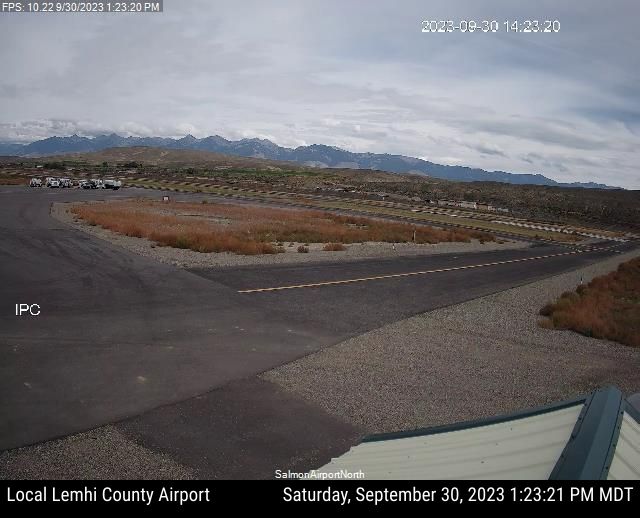 FPS: 10.22 9/30/2023 1:23:20 PM
2023-09-30 14:23:20
IPC
SalmonAirportNorth
Local Lemhi County Airport
Saturday, September 30, 2023 1:23:21 PM MDT